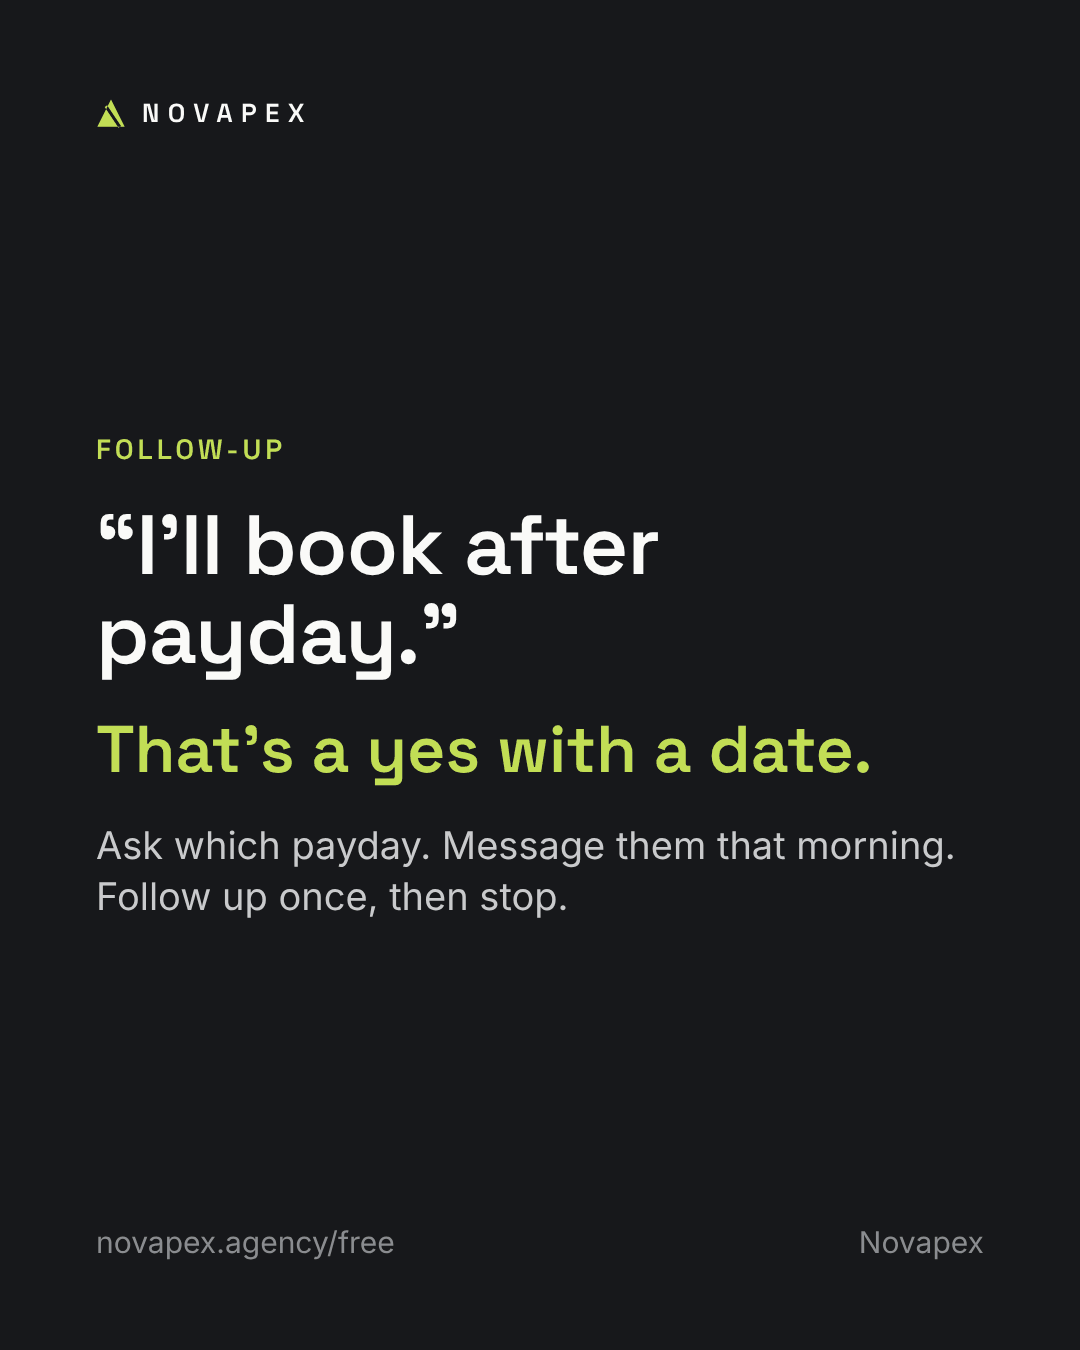 NOVAPEX
FOLLOW-UP
“I’ll book after
payday.”
That’s a yes with a date.
Ask which payday. Message them that morning.
Follow up once, then stop.
novapex.agency/free
Novapex